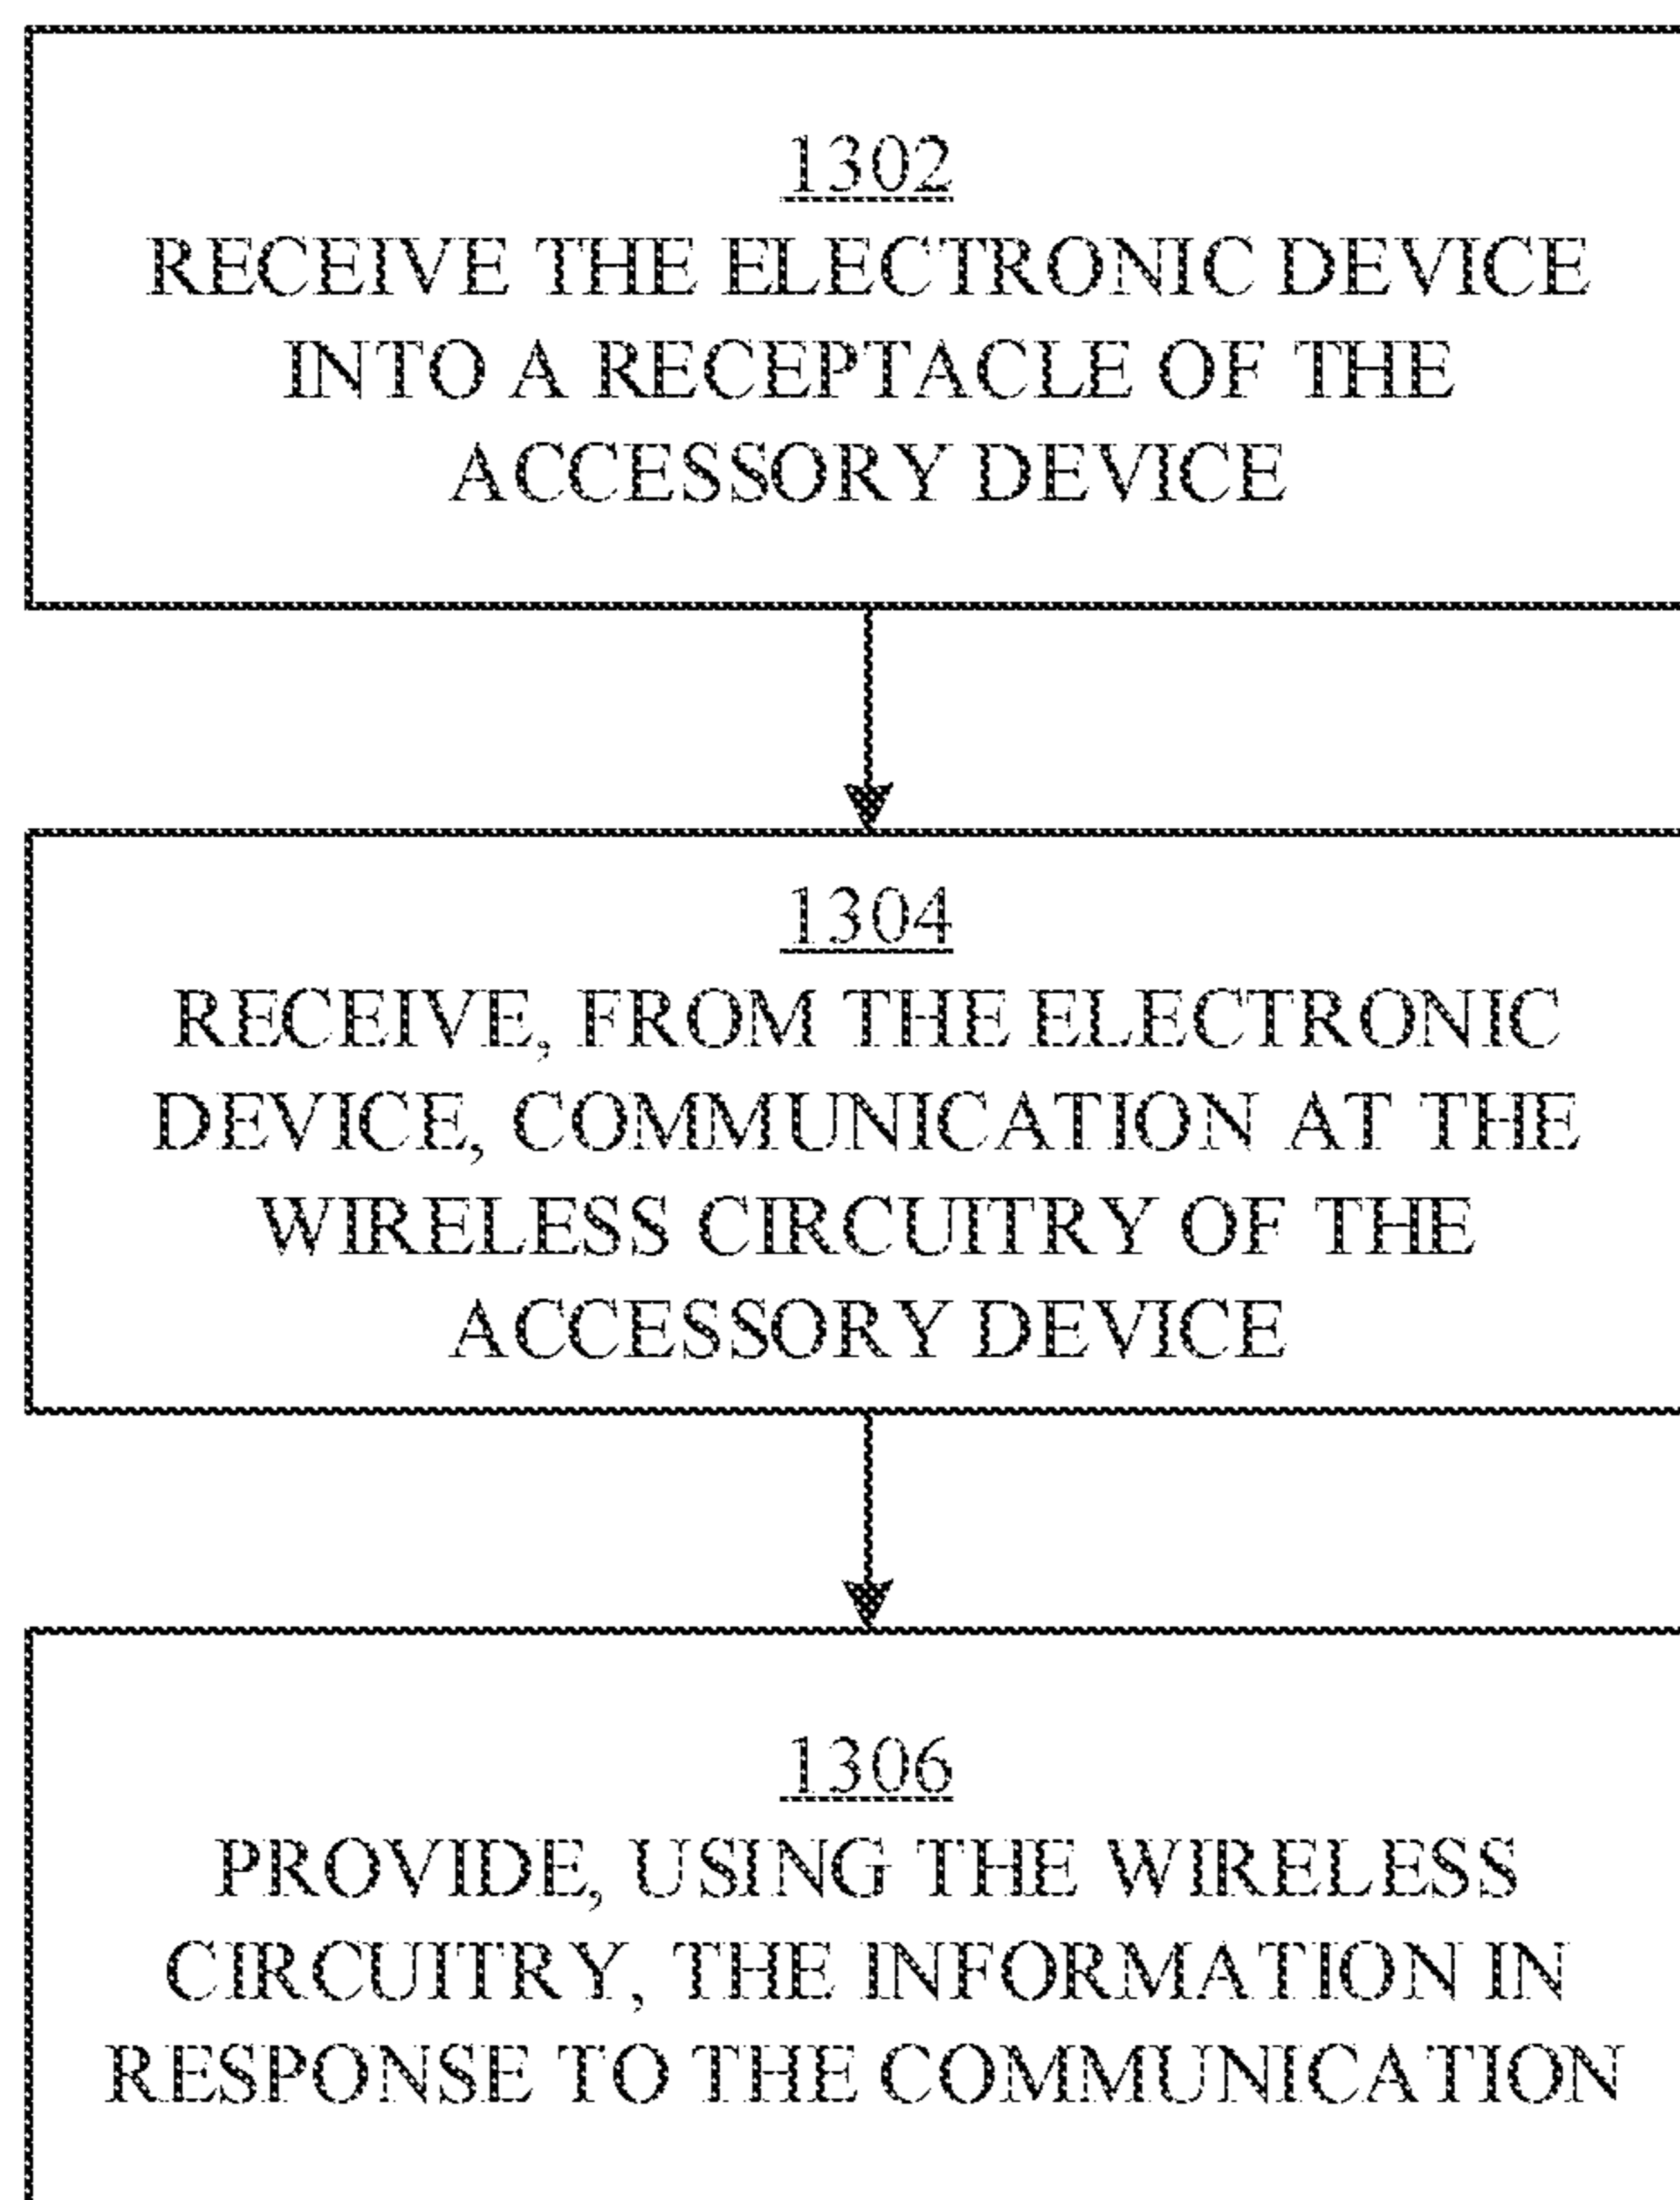 1302
RECEIVE THE ELECTRONIC DEVICE
INTO A RECEPTACLE OF THE
ACCESSORY DEVICE
1304
RECEIVE, FROM THE ELECTRONIC
DEVICE, COMMUNICATION AT THE
WIRELESS CIRCUITRY OF THE
ACCESSORY DEVICE
1306
PROVIDE, USING THE WIRELESS
CIRCUITRY, THE INFORMATION IN
RESPONSE TO THE COMMUNICATION